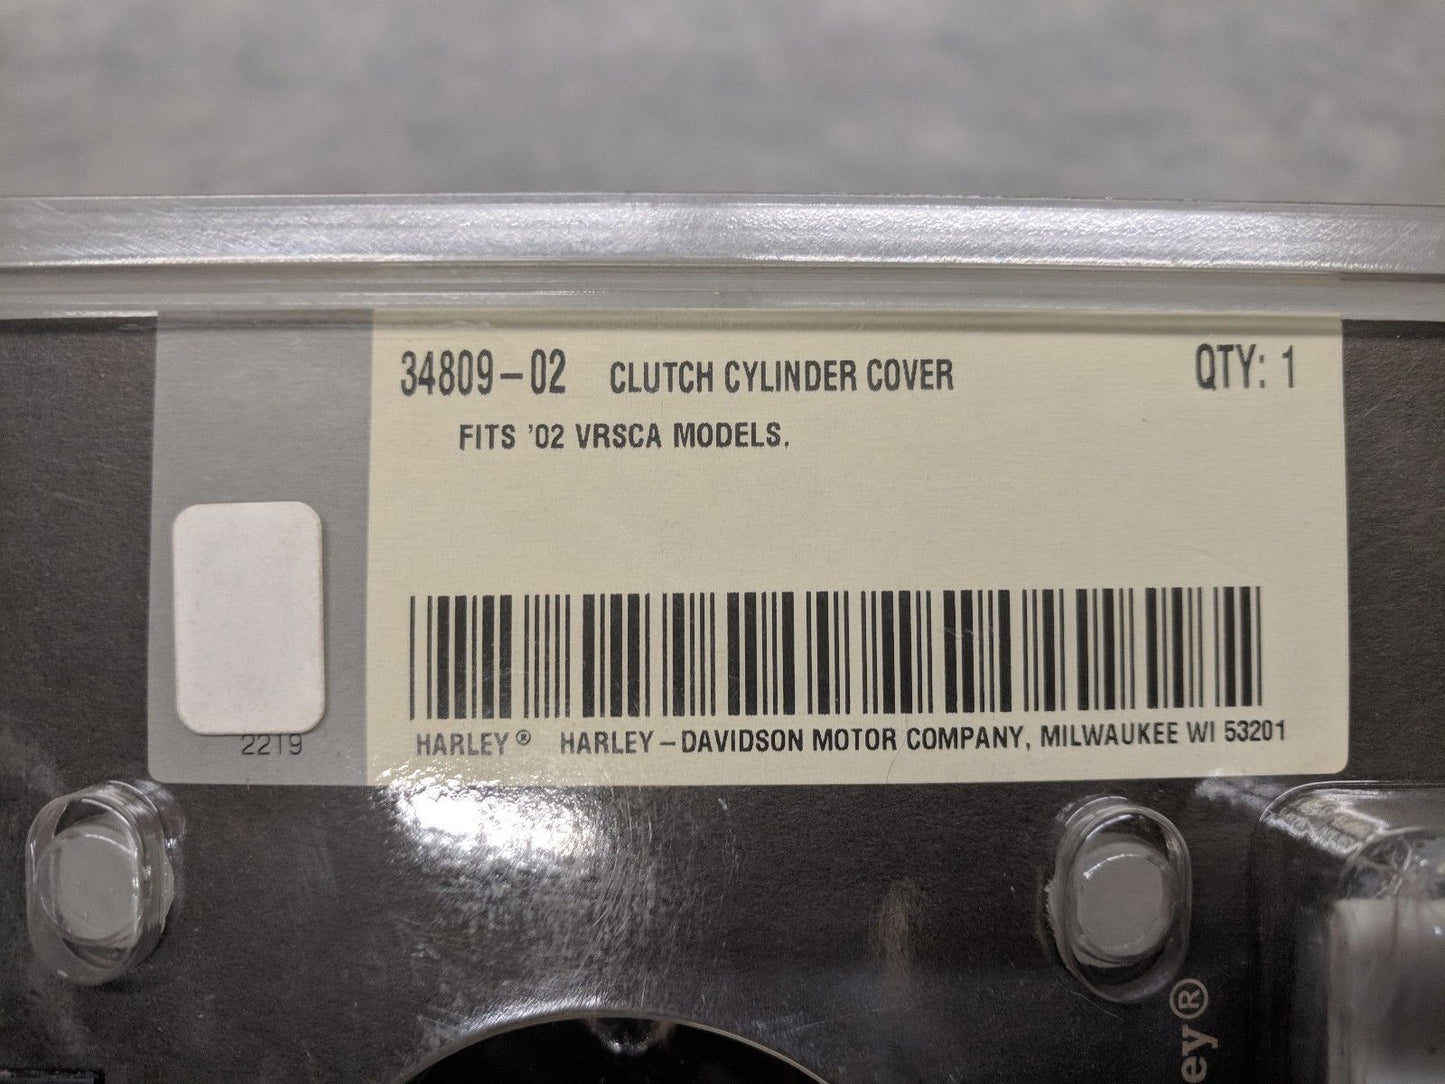 34809-02 CLUTCH CYLINDER COVER QTY: 1
FITS '02 VRSCA MODELS.
2219
HARLEY® HARLEY-DAVIDSON MOTOR COMPANY, MILWAUKEE WI 53201
ey®